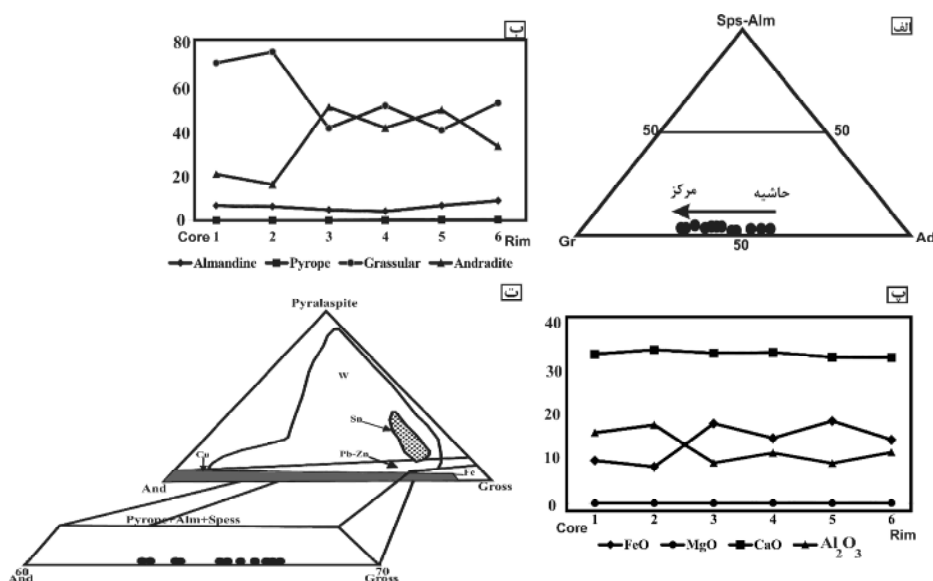 الف
Sps-Alm
50 50
مرکز حاشیه
Gr 50 Ad
ب
80
60
40
20
0
Core 1 2 3 4 5 6 Rim
Almandine Pyrope Grassular Andradite
پ
40
30
20
10
0
Core 1 2 3 4 5 6 Rim
FeO MgO CaO Al2O3
ت
Pyralaspite
W
Sn
Cu Pb-Zn Fe
And Gross
Pyrope+Alm+Spess
60 70
And Gross